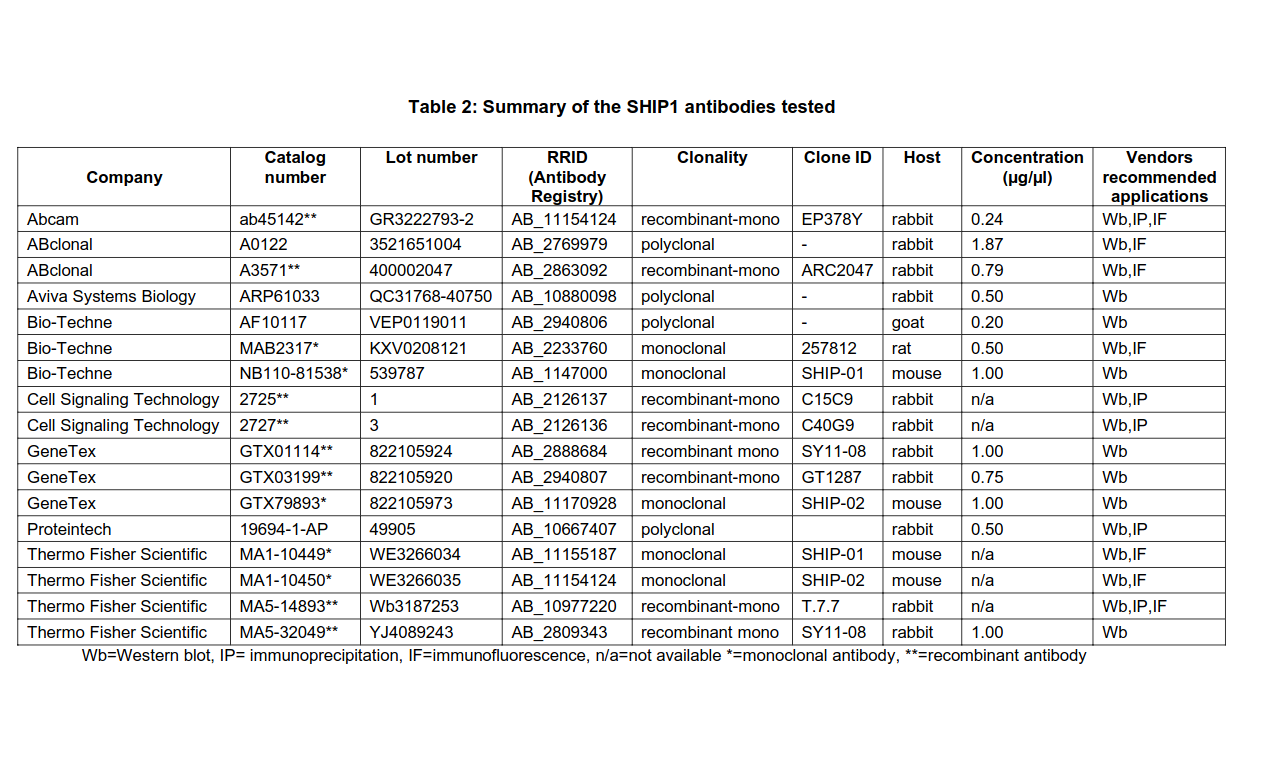 Table 2: Summary of the SHIP1 antibodies tested
Company Catalog number Lot number RRID (Antibody Registry) Clonality Clone ID Host Concentration (µg/µl) Vendors recommended applications
Abcam ab45142** GR3222793-2 AB_11154124 recombinant-mono EP378Y rabbit 0.24 Wb,IP,IF
ABclonal A0122 3521651004 AB_2769979 polyclonal - rabbit 1.87 Wb,IF
ABclonal A3571** 400002047 AB_2863092 recombinant-mono ARC2047 rabbit 0.79 Wb,IF
Aviva Systems Biology ARP61033 QC31768-40750 AB_10880098 polyclonal - rabbit 0.50 Wb
Bio-Techne AF10117 VEP0119011 AB_2940806 polyclonal - goat 0.20 Wb
Bio-Techne MAB2317* KXV0208121 AB_2233760 monoclonal 257812 rat 0.50 Wb,IF
Bio-Techne NB110-81538* 539787 AB_1147000 monoclonal SHIP-01 mouse 1.00 Wb
Cell Signaling Technology 2725** 1 AB_2126137 recombinant-mono C15C9 rabbit n/a Wb,IP
Cell Signaling Technology 2727** 3 AB_2126136 recombinant-mono C40G9 rabbit n/a Wb,IP
GeneTex GTX01114** 822105924 AB_2888684 recombinant mono SY11-08 rabbit 1.00 Wb
GeneTex GTX03199** 822105920 AB_2940807 recombinant-mono GT1287 rabbit 0.75 Wb
GeneTex GTX79893* 822105973 AB_11170928 monoclonal SHIP-02 mouse 1.00 Wb
Proteintech 19694-1-AP 49905 AB_10667407 polyclonal rabbit 0.50 Wb,IP
Thermo Fisher Scientific MA1-10449* WE3266034 AB_11155187 monoclonal SHIP-01 mouse n/a Wb,IF
Thermo Fisher Scientific MA1-10450* WE3266035 AB_11154124 monoclonal SHIP-02 mouse n/a Wb,IF
Thermo Fisher Scientific MA5-14893** Wb3187253 AB_10977220 recombinant-mono T.7.7 rabbit n/a Wb,IP,IF
Thermo Fisher Scientific MA5-32049** YJ4089243 AB_2809343 recombinant mono SY11-08 rabbit 1.00 Wb
Wb=Western blot, IP= immunoprecipitation, IF=immunofluorescence, n/a=not available *=monoclonal antibody, **=recombinant antibody